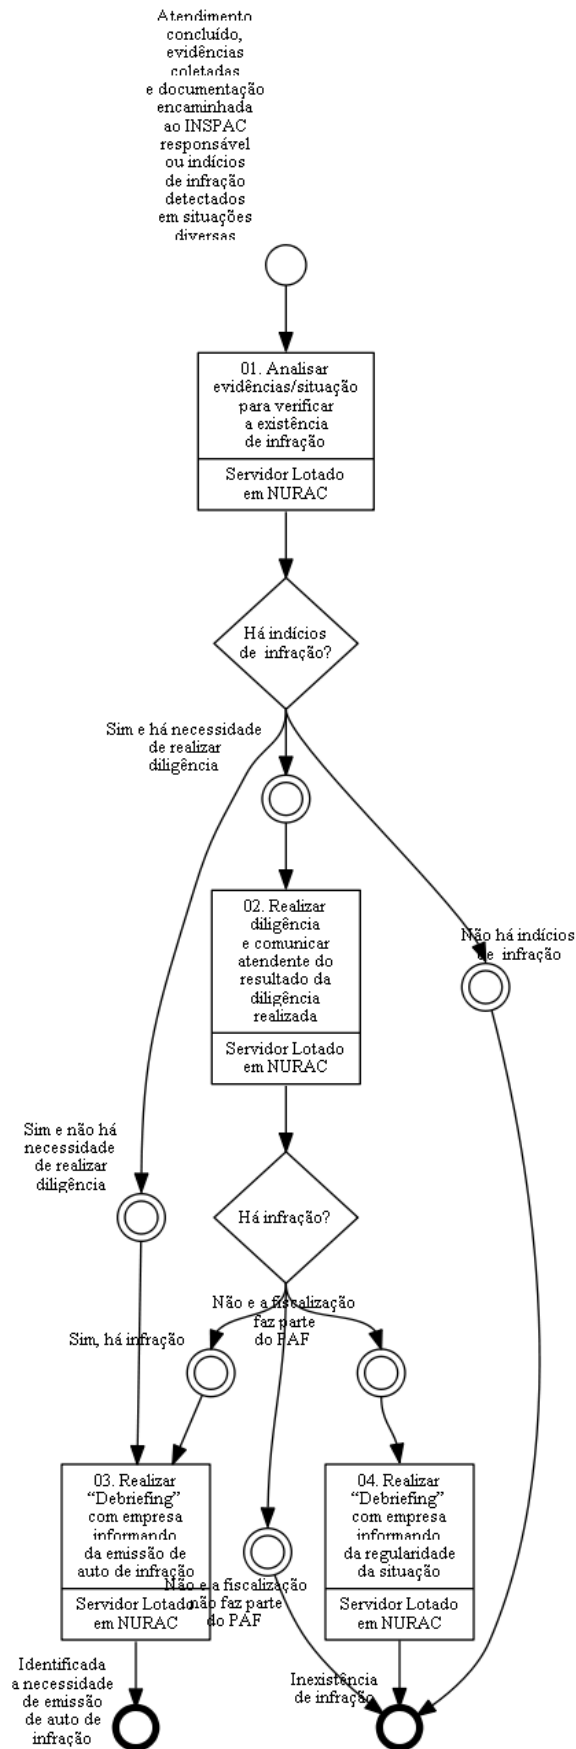 Atendimento
concluído,
evidências
coletadas
e documentação
encaminhada
ao INSPAC
responsável
ou indícios
de infração
detectados
em situações
diversas
01. Analisar
evidências/situação
para verificar
a existência
de infração
Servidor Lotado
em NURAC
Há indícios
de infração?
Sim e há necessidade
de realizar
diligência
02. Realizar
diligência
e comunicar
atendente do
resultado da
diligência
realizada
Servidor Lotado
em NURAC
Não há indícios
de infração
Sim e não há
necessidade
de realizar
diligência
Há infração?
Não e a fiscalização
faz parte
do PAF
Sim, há infração
03. Realizar
“Debriefing”
com empresa
informando
da emissão de
auto de infração
Servidor Lotado
em NURAC
Não e a fiscalização
não faz parte
do PAF
04. Realizar
“Debriefing”
com empresa
informando
da regularidade
da situação
Servidor Lotado
em NURAC
Identificada
a necessidade
de emissão
de auto de
infração
Inexistência
de infração